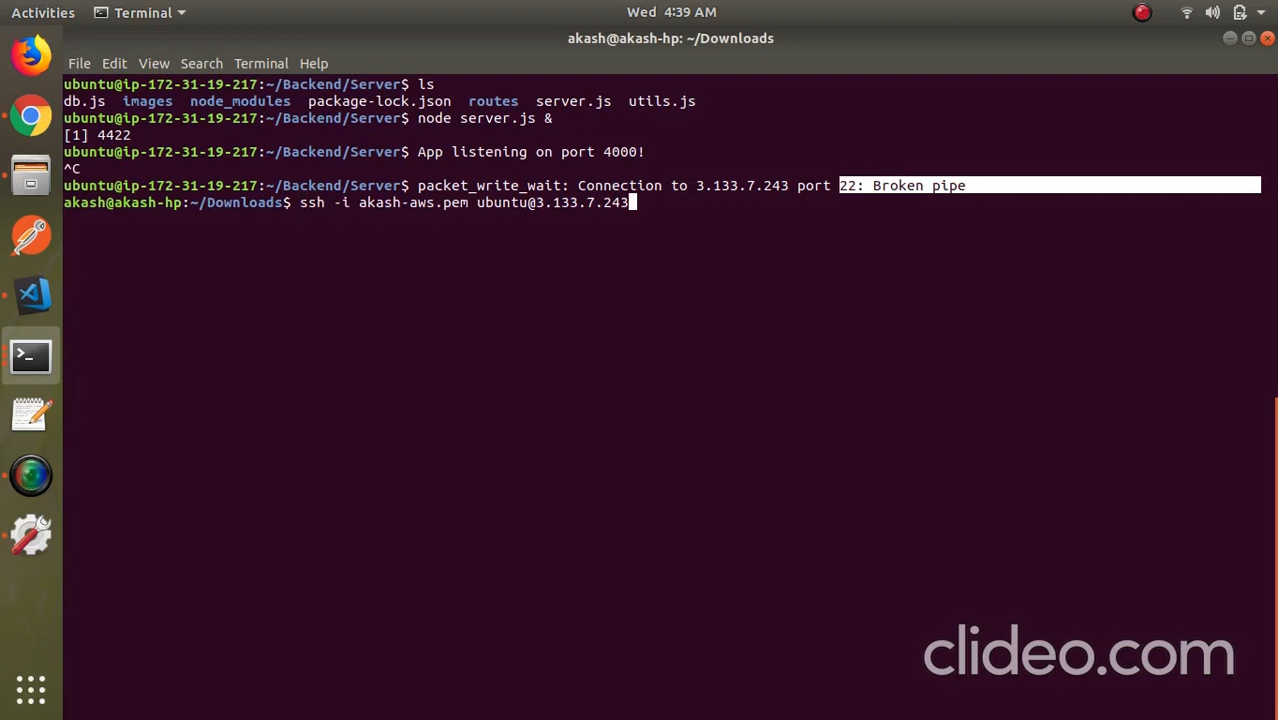 Activities Terminal Wed 4:39 AM
akash@akash-hp: ~/Downloads
File Edit View Search Terminal Help
ubuntu@ip-172-31-19-217:~/Backend/Server$ ls
db.js images node_modules package-lock.json routes server.js utils.js
ubuntu@ip-172-31-19-217:~/Backend/Server$ node server.js &
[1] 4422
ubuntu@ip-172-31-19-217:~/Backend/Server$ App listening on port 4000!
^C
ubuntu@ip-172-31-19-217:~/Backend/Server$ packet_write_wait: Connection to 3.133.7.243 port 22: Broken pipe
akash@akash-hp:~/Downloads$ ssh -i akash-aws.pem ubuntu@3.133.7.243
clideo.com